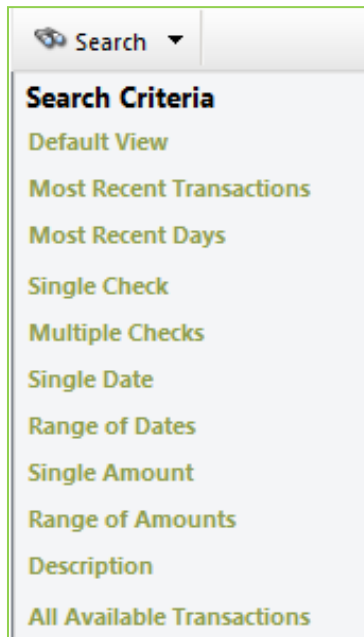 Search
Search Criteria
Default View
Most Recent Transactions
Most Recent Days
Single Check
Multiple Checks
Single Date
Range of Dates
Single Amount
Range of Amounts
Description
All Available Transactions